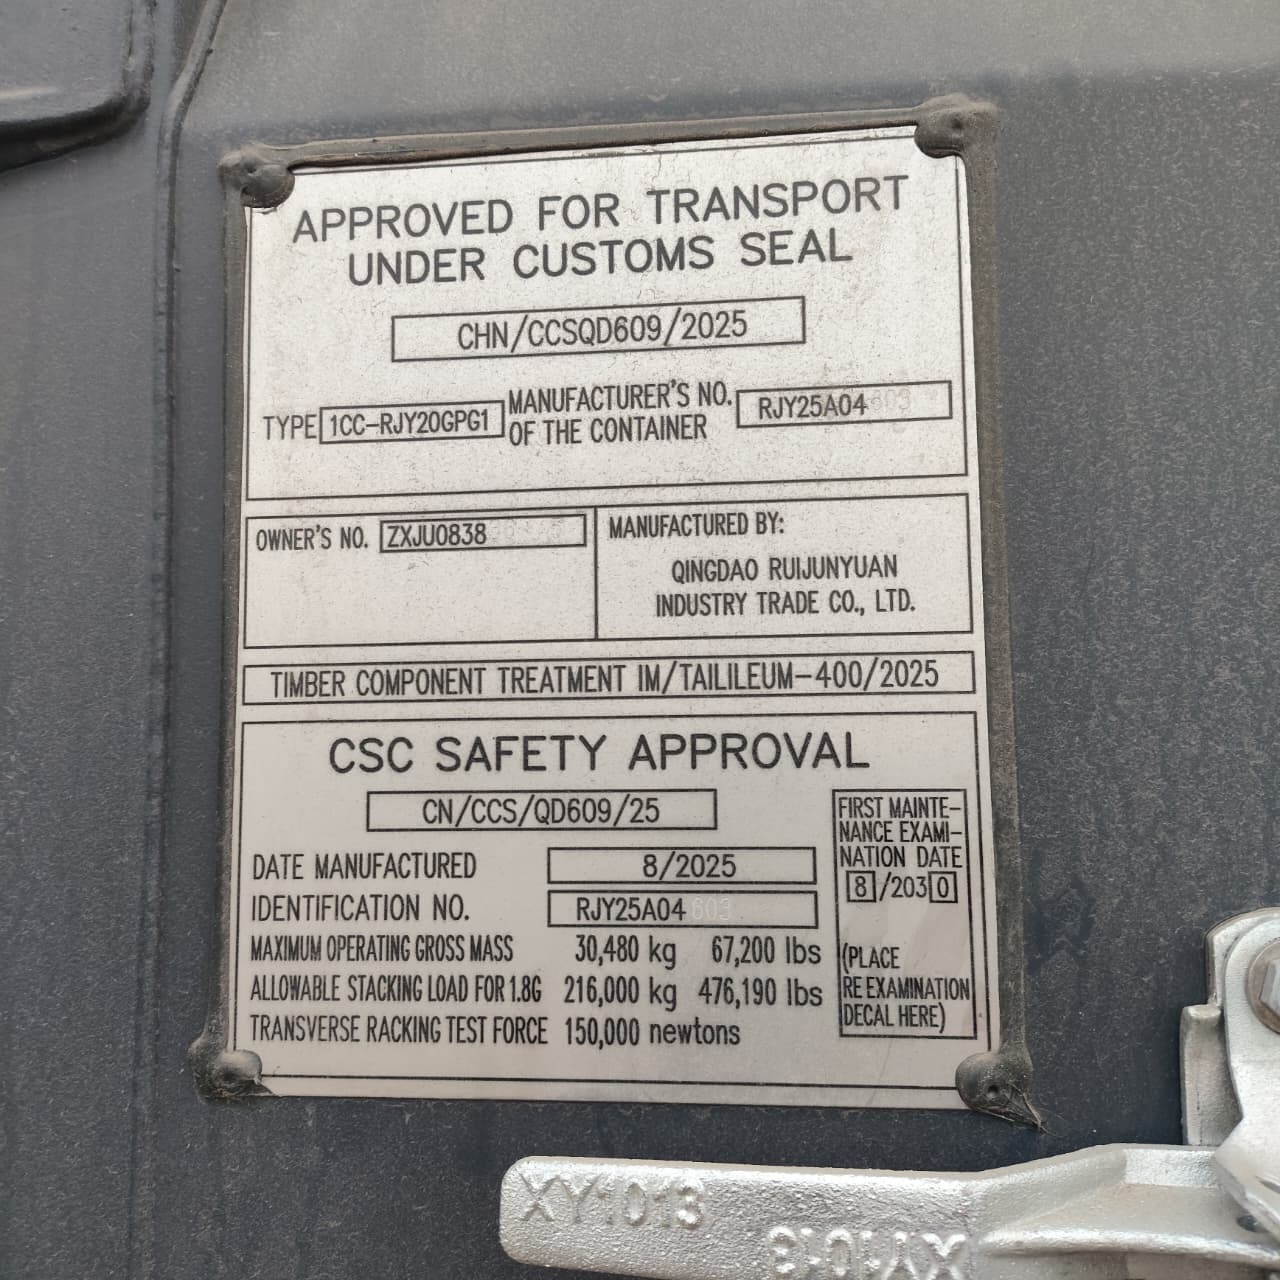 APPROVED FOR TRANSPORT
UNDER CUSTOMS SEAL
CHN/CCSQD609/2025
TYPE 1CC-RJY20GPG1 MANUFACTURER'S NO. OF THE CONTAINER RJY25A04603
OWNER'S NO. ZXJU0838
MANUFACTURED BY:
QINGDAO RUIJUNYUAN
INDUSTRY TRADE CO., LTD.
TIMBER COMPONENT TREATMENT IM/TAILILEUM-400/2025
CSC SAFETY APPROVAL
CN/CCS/QD609/25
DATE MANUFACTURED 8/2025
IDENTIFICATION NO. RJY25A04603
MAXIMUM OPERATING GROSS MASS 30,480 kg 67,200 lbs
ALLOWABLE STACKING LOAD FOR 1.8G 216,000 kg 476,190 lbs
TRANSVERSE RACKING TEST FORCE 150,000 newtons
FIRST MAINTE-
NANCE EXAMI-
NATION DATE
8/2030
(PLACE
RE EXAMINATION
DECAL HERE)
XY1013
XY1013